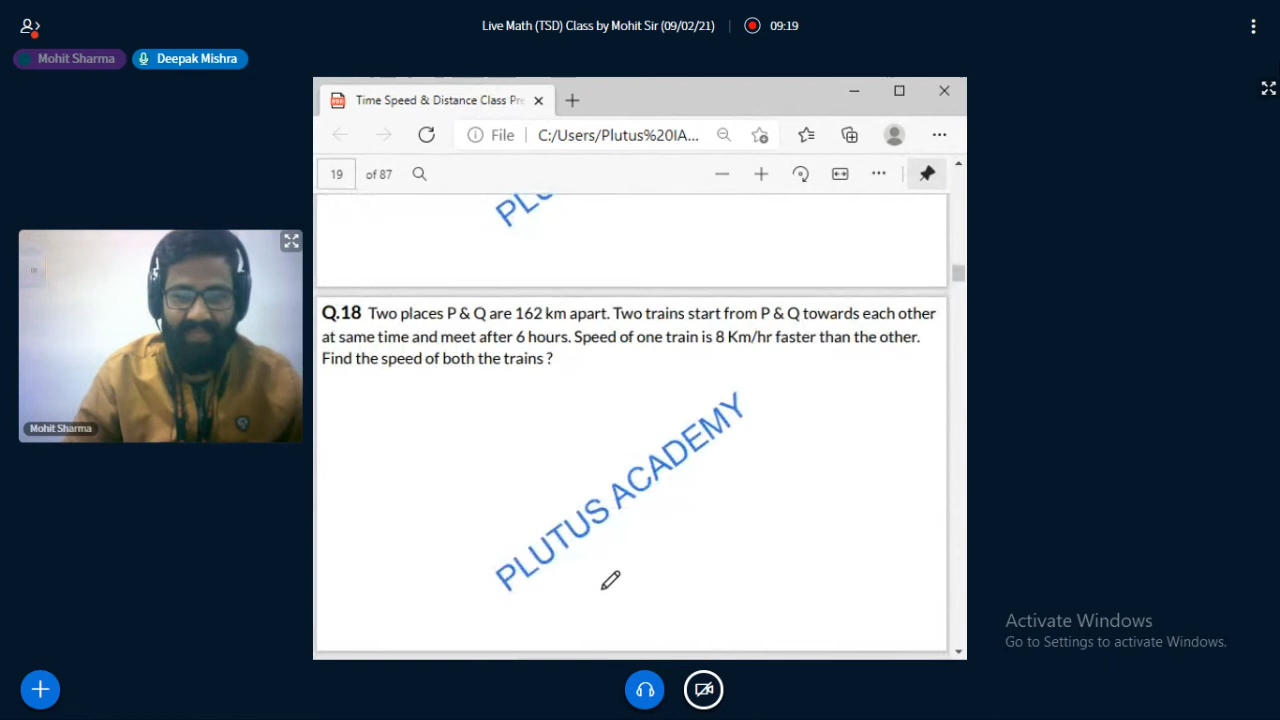 Live Math (TSD) Class by Mohit Sir (09/02/21)
09:19
Mohit Sharma
Deepak Mishra
Time Speed & Distance Class Pre
File
C:/Users/Plutus%20IA...
19
of 87
Q.18 Two places P & Q are 162 km apart. Two trains start from P & Q towards each other
at same time and meet after 6 hours. Speed of one train is 8 Km/hr faster than the other.
Find the speed of both the trains ?
PLUTUS ACADEMY
Mohit Sharma
Activate Windows
Go to Settings to activate Windows.